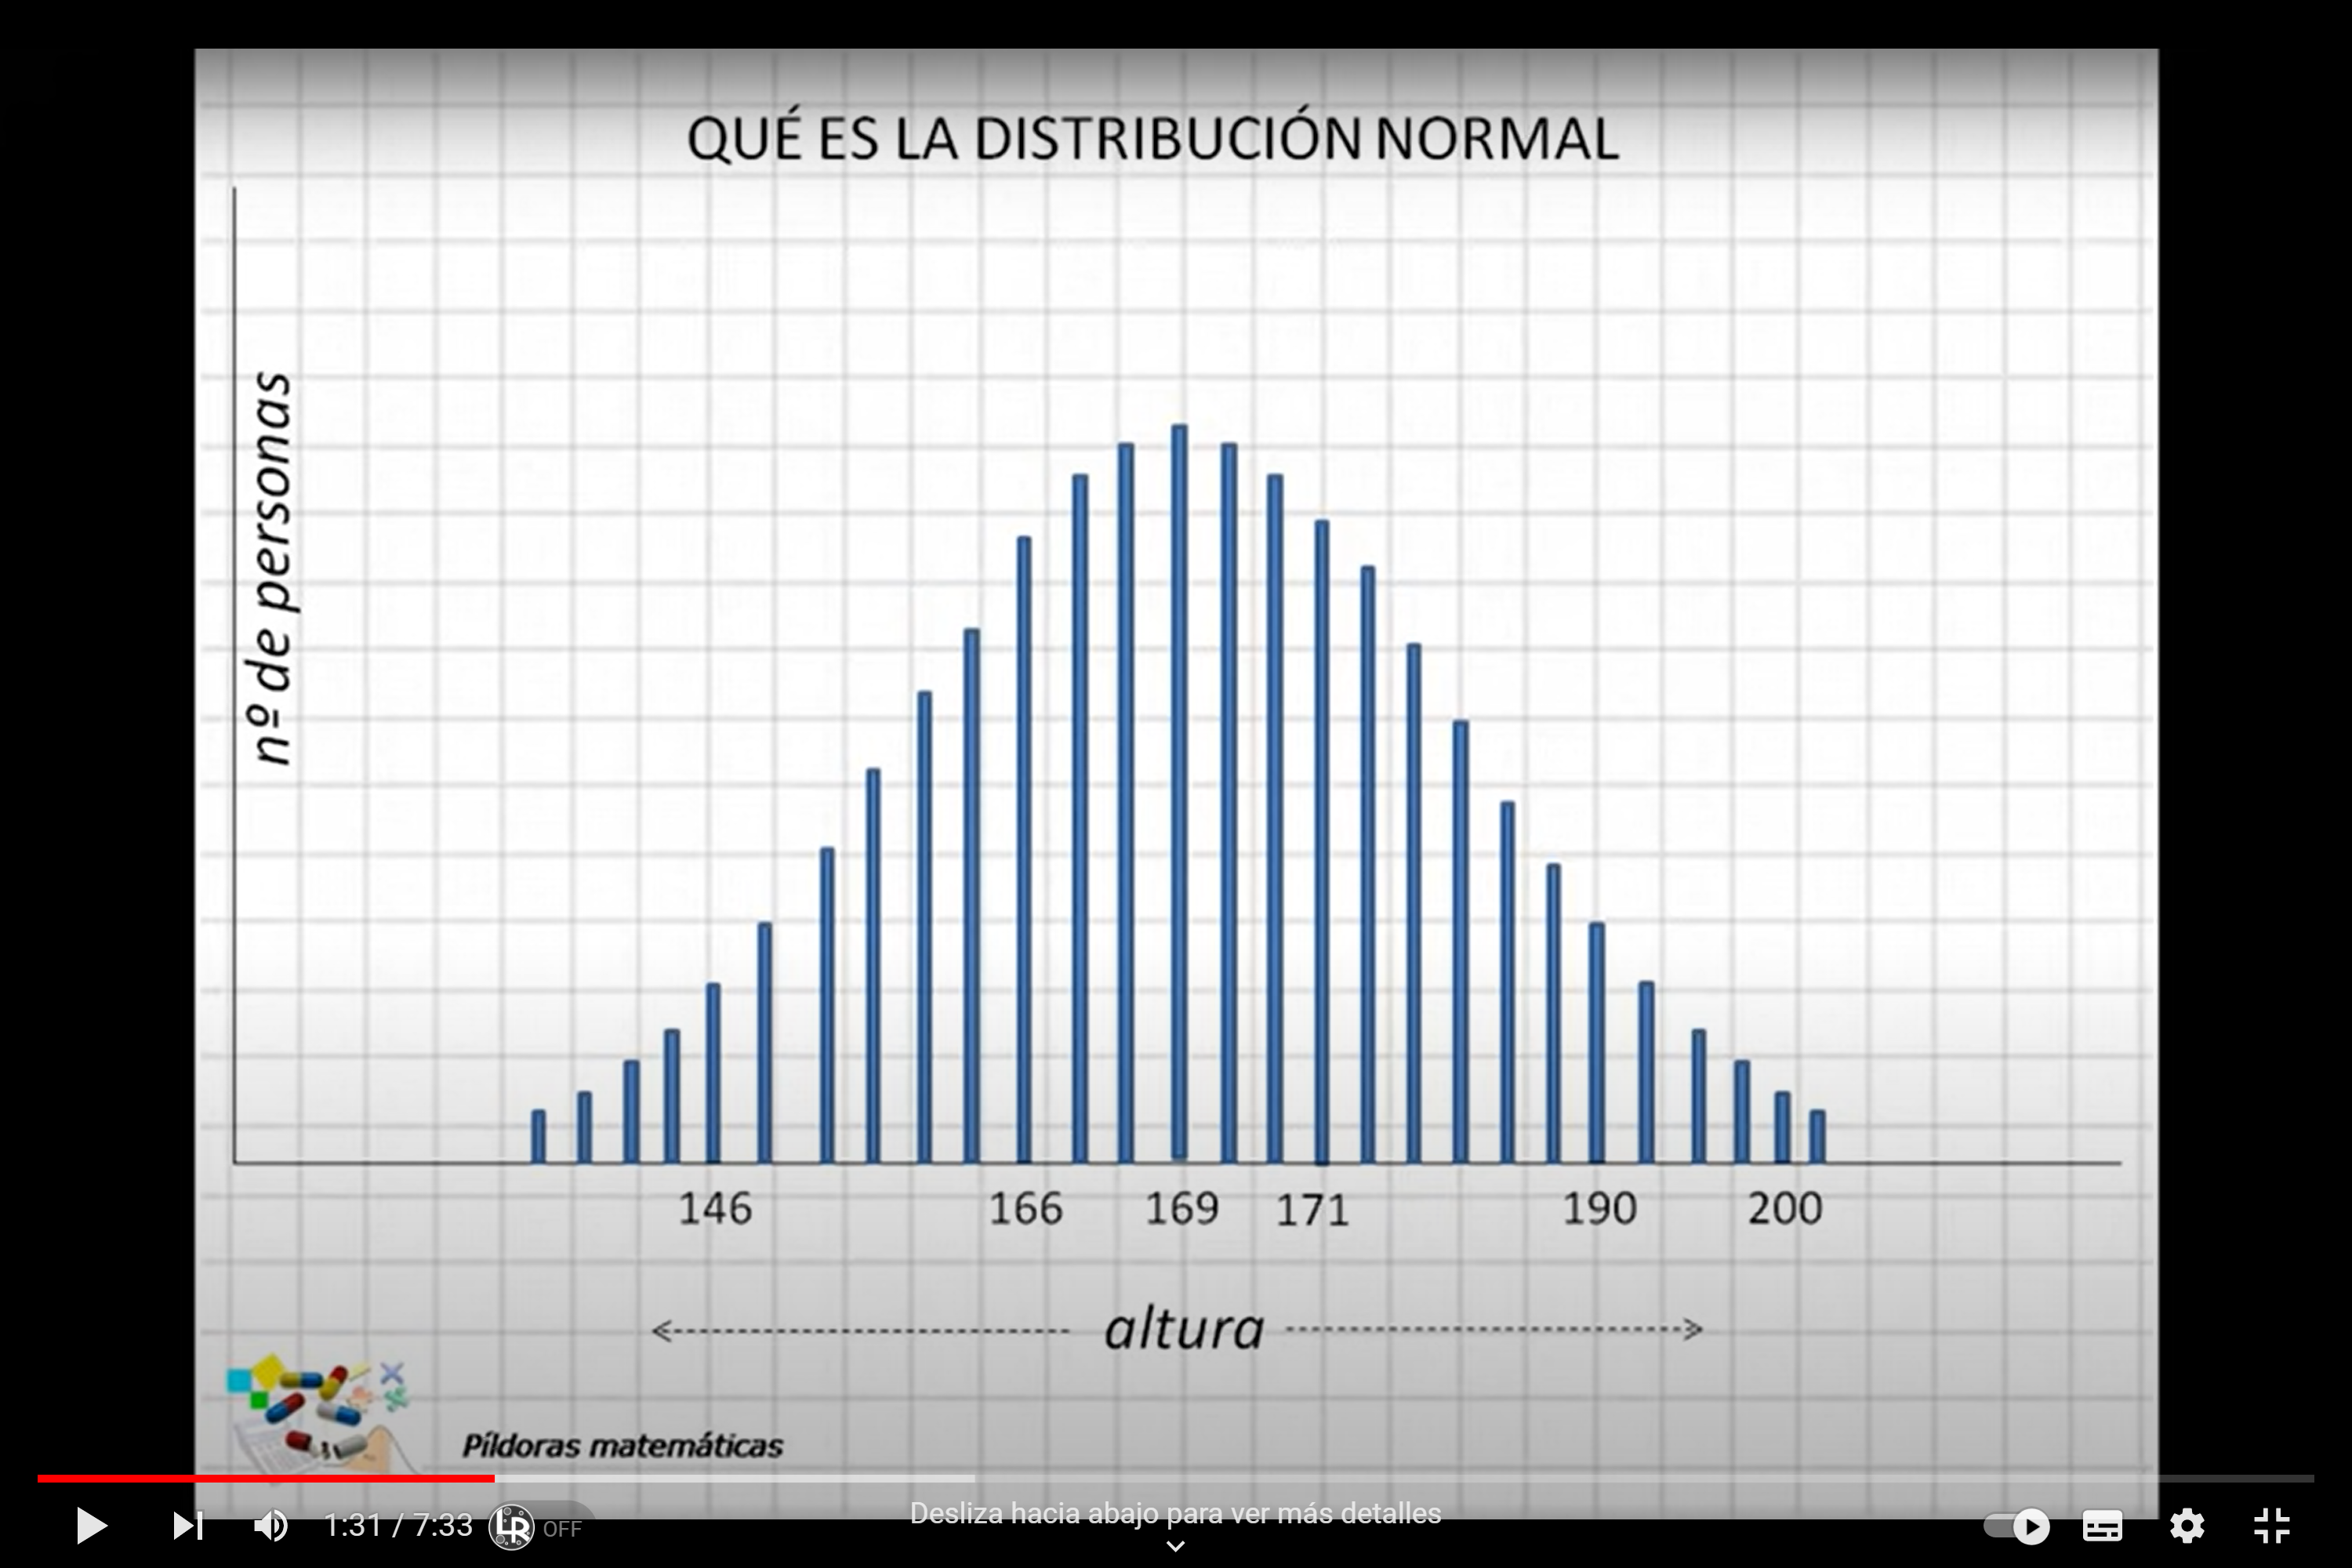 QUÉ ES LA DISTRIBUCIÓN NORMAL
nº de personas
146 166 169 171 190 200
altura
Píldoras matemáticas
Desliza hacia abajo para ver más detalles
1:31 / 7:33 LR OFF